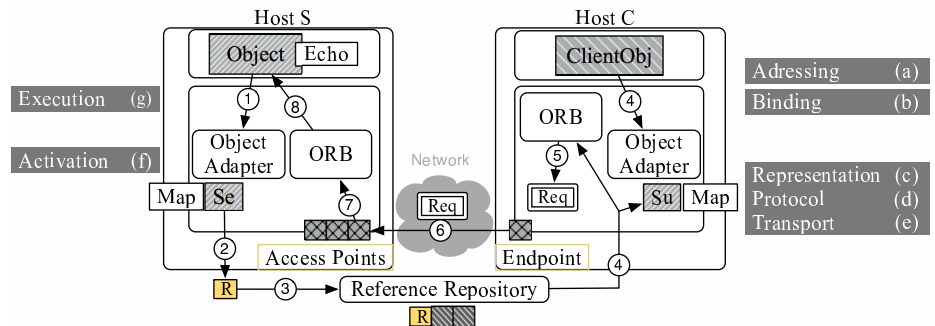 Host S
Host C
Object
Echo
ClientObj
Adressing (a)
Execution (g)
1
8
4
Binding (b)
ORB
Object
Adapter
ORB
Object
Adapter
5
Activation (f)
Network
Representation (c)
Map
Se
7
Req
Req
Su
Map
Protocol (d)
6
Transport (e)
2
Access Points
Endpoint
4
R
3
Reference Repository
R